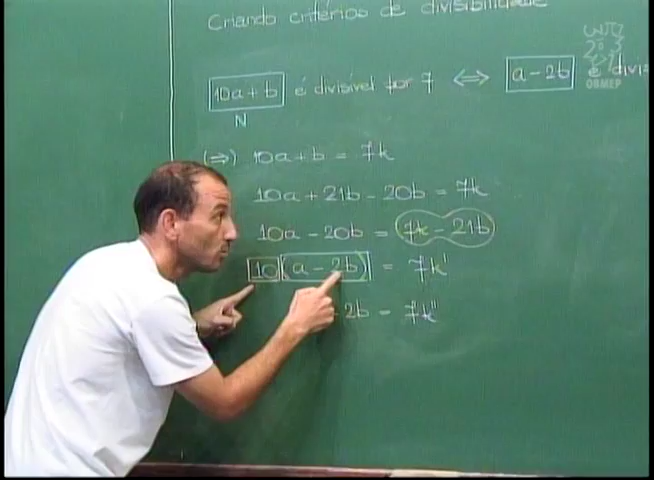 Criando critérios de divisibilidade
10a + b é divisível por 7 ⟺ a - 2b é divis
N
(⇒) 10a + b = 7k
10a + 21b - 20b = 7k
10a - 20b = 7k - 21b
10 (a - 2b) = 7k'
- 2b = 7k"
OBMEP